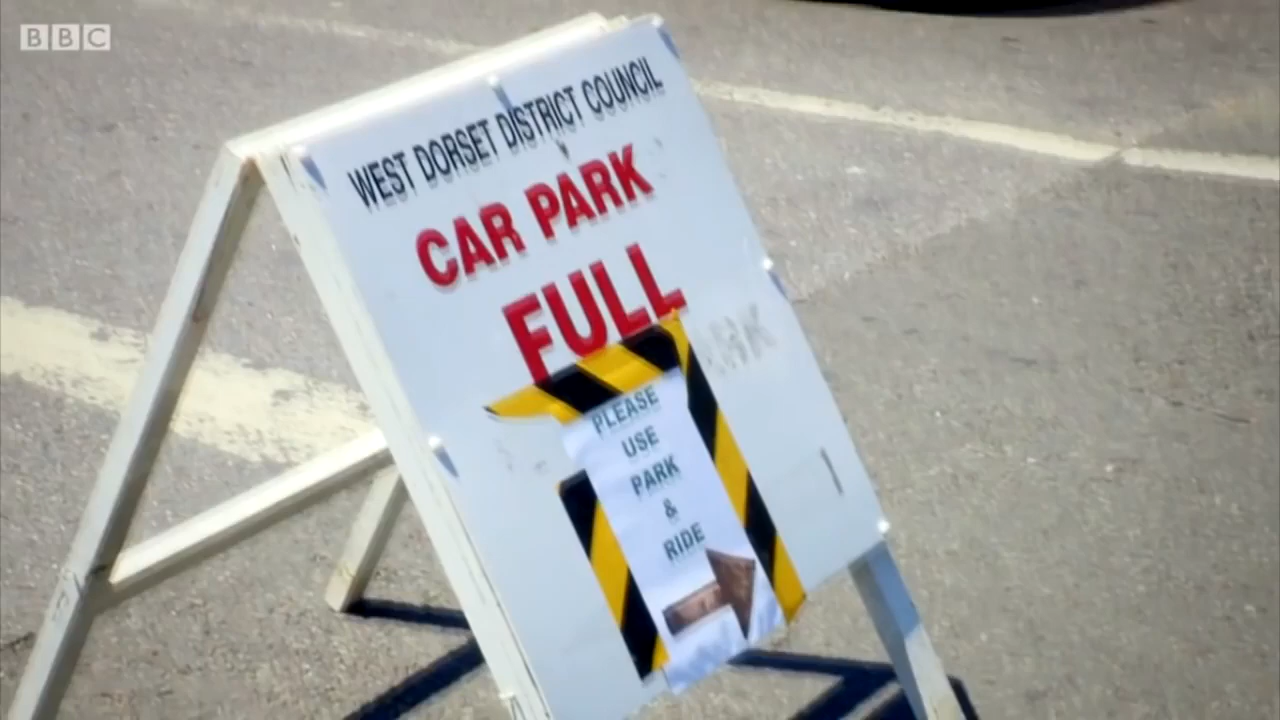 BBC
WEST DORSET DISTRICT COUNCIL
CAR PARK
FULL
PLEASE
USE
PARK
&
RIDE